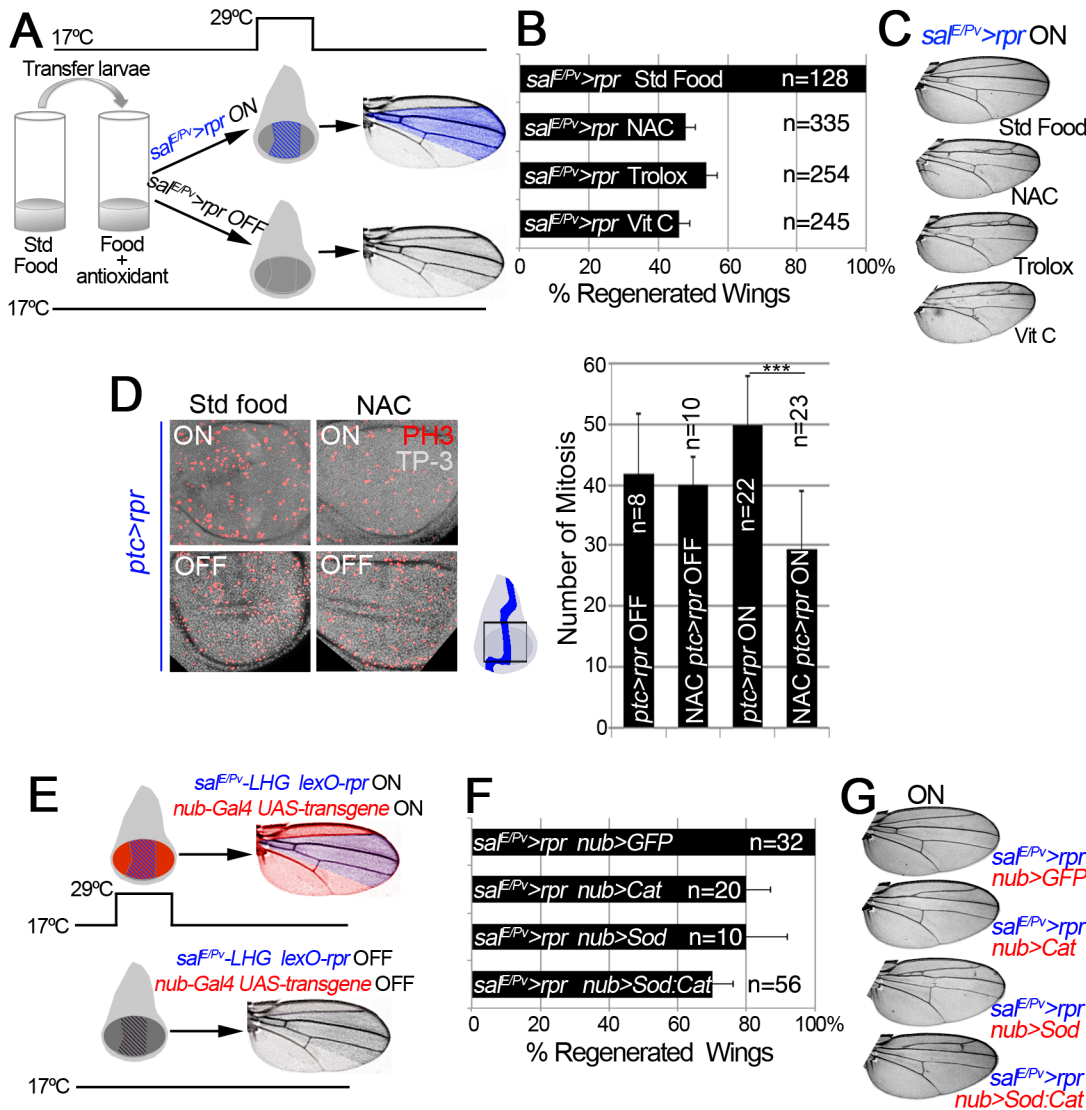 A
29ºC
17ºC
Transfer larvae
Std
Food
Food
+
antioxidant
salE/Pv>rpr ON
salE/Pv>rpr OFF
17ºC
B
salE/Pv>rpr Std Food n=128
salE/Pv>rpr NAC n=335
salE/Pv>rpr Trolox n=254
salE/Pv>rpr Vit C n=245
0 20 40 60 80 100%
% Regenerated Wings
C
salE/Pv>rpr ON
Std Food
NAC
Trolox
Vit C
D
Std food NAC
ptc>rpr
ON
ON PH3
TP-3
OFF
OFF
Number of Mitosis
60
50
40
30
20
10
0
ptc>rpr OFF n=8
NAC ptc>rpr OFF n=10
ptc>rpr ON n=22
NAC ptc>rpr ON n=23
***
E
salE/Pv-LHG lexO-rpr ON
nub-Gal4 UAS-transgene ON
29ºC
17ºC
salE/Pv-LHG lexO-rpr OFF
nub-Gal4 UAS-transgene OFF
17ºC
F
salE/Pv>rpr nub>GFP n=32
salE/Pv>rpr nub>Cat n=20
salE/Pv>rpr nub>Sod n=10
salE/Pv>rpr nub>Sod:Cat n=56
0 20 40 60 80 100%
% Regenerated Wings
G
ON
salE/Pv>rpr
nub>GFP
salE/Pv>rpr
nub>Cat
salE/Pv>rpr
nub>Sod
salE/Pv>rpr
nub>Sod:Cat